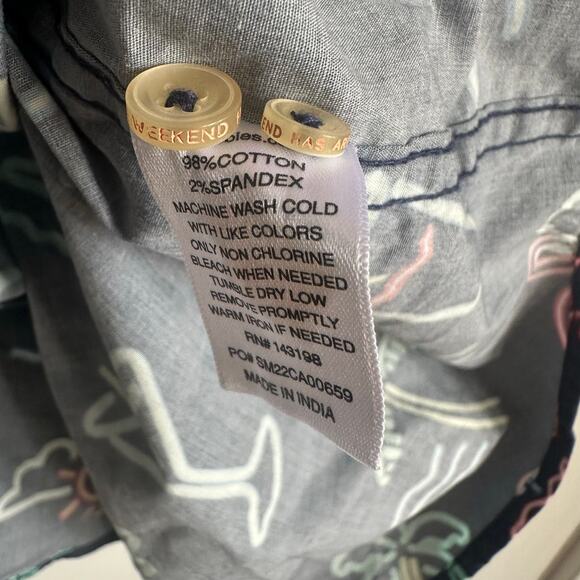 WEEKEND H
END HAS AR
98%COTTON
2%SPANDEX
MACHINE WASH COLD
WITH LIKE COLORS
ONLY NON CHLORINE
BLEACH WHEN NEEDED
TUMBLE DRY LOW
REMOVE PROMPTLY
WARM IRON IF NEEDED
RN# 143198
PO# SM22CA00659
MADE IN INDIA